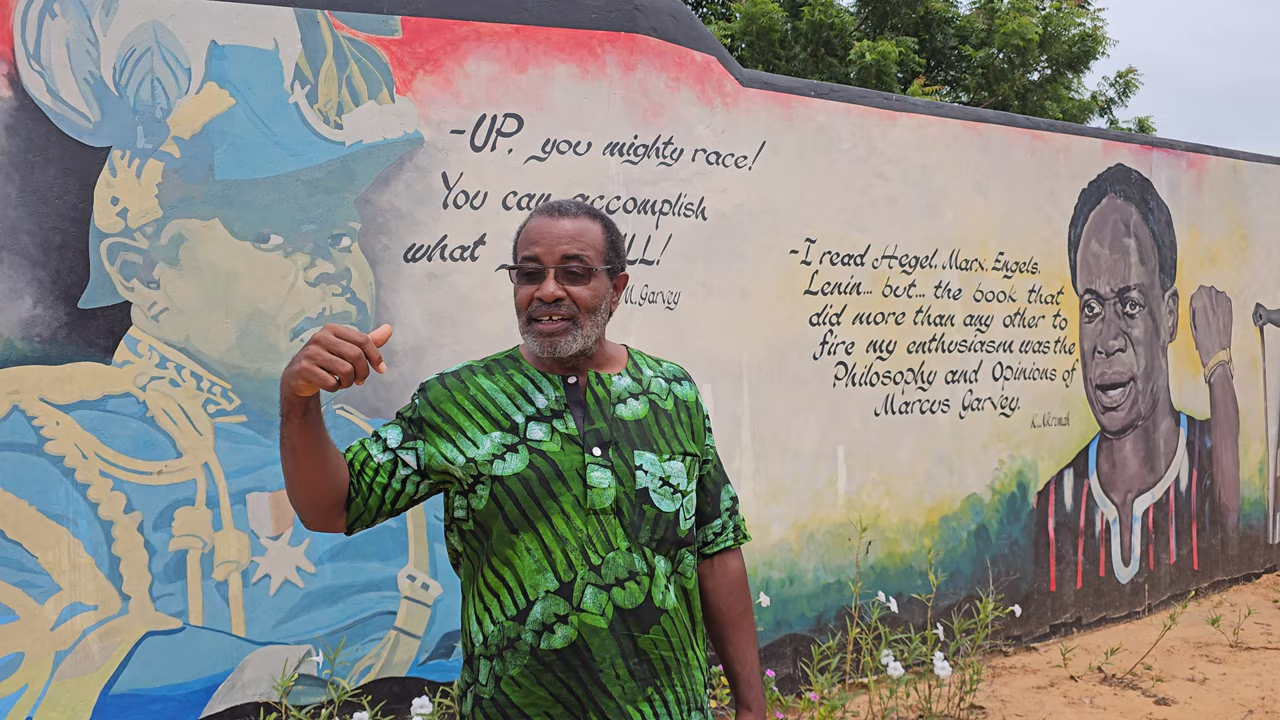 -UP, you mighty race!
You can accomplish
what LL!
M. Garvey
-I read Hegel, Marx, Engels,
Lenin... but... the book that
did more than any other to
fire my enthusiasm was the
Philosophy and Opinions of
Marcus Garvey.
K. Nkrumah